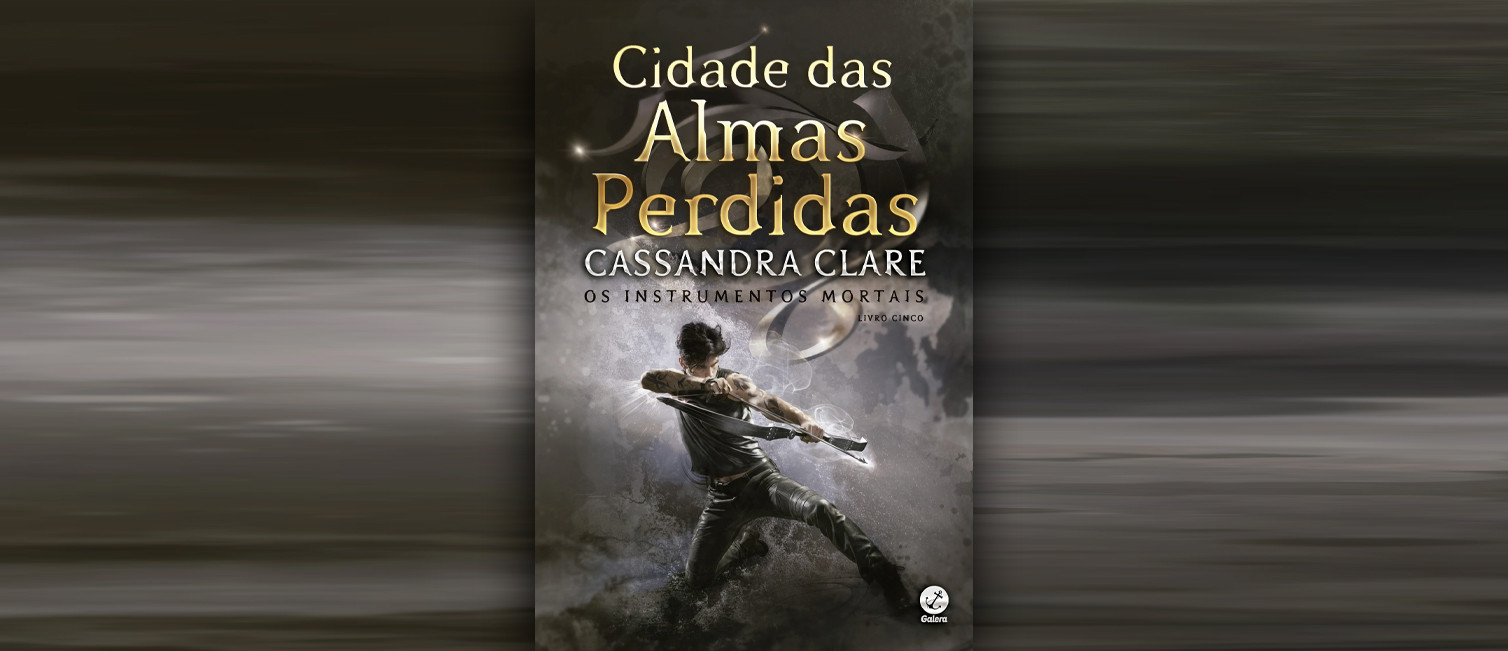 Cidade das
Almas
Perdidas
CASSANDRA CLARE
OS INSTRUMENTOS MORTAIS
LIVRO CINCO
Galera